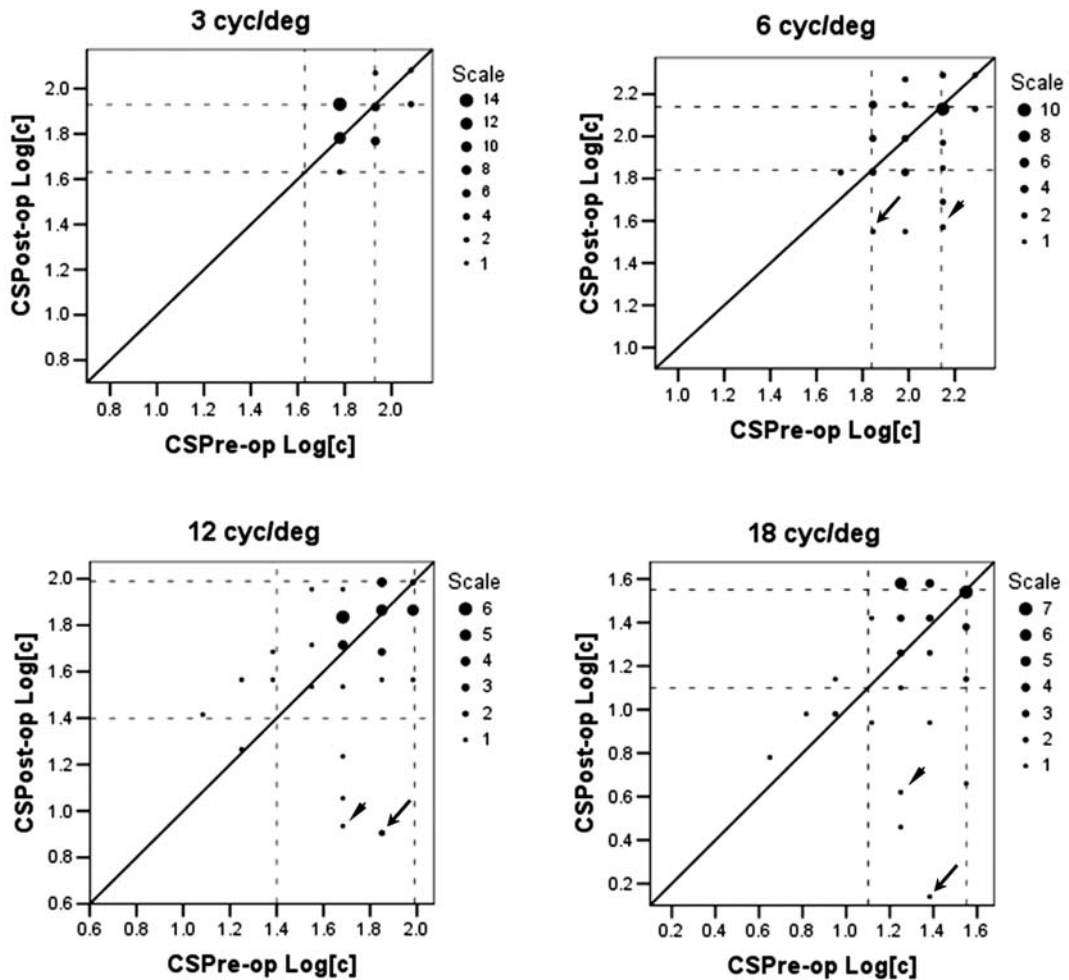 3 cyc/deg
CSPost-op Log[c]
2.0
1.8
1.6
1.4
1.2
1.0
0.8
0.8 1.0 1.2 1.4 1.6 1.8 2.0
CSPre-op Log[c]
Scale
14
12
10
8
6
4
2
1
6 cyc/deg
CSPost-op Log[c]
2.2
2.0
1.8
1.6
1.4
1.2
1.0
1.0 1.2 1.4 1.6 1.8 2.0 2.2
CSPre-op Log[c]
Scale
10
8
6
4
2
1
12 cyc/deg
CSPost-op Log[c]
2.0
1.8
1.6
1.4
1.2
1.0
0.8
0.6
0.6 0.8 1.0 1.2 1.4 1.6 1.8 2.0
CSPre-op Log[c]
Scale
6
5
4
3
2
1
18 cyc/deg
CSPost-op Log[c]
1.6
1.4
1.2
1.0
0.8
0.6
0.4
0.2
0.2 0.4 0.6 0.8 1.0 1.2 1.4 1.6
CSPre-op Log[c]
Scale
7
6
5
4
3
2
1